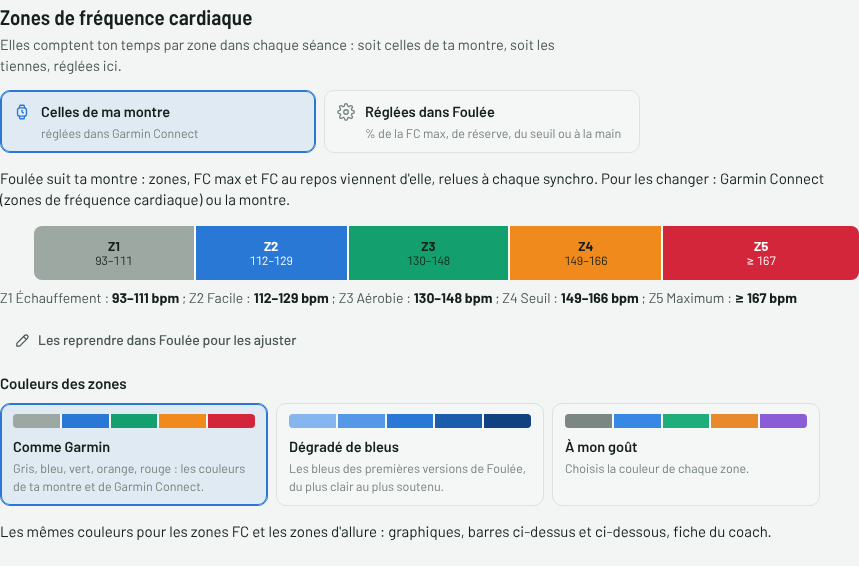 Zones de fréquence cardiaque
Elles comptent ton temps par zone dans chaque séance : soit celles de ta montre, soit les
tiennes, réglées ici.
Celles de ma montre
réglées dans Garmin Connect
Réglées dans Foulée
% de la FC max, de réserve, du seuil ou à la main
Foulée suit ta montre : zones, FC max et FC au repos viennent d'elle, relues à chaque synchro. Pour les changer : Garmin Connect
(zones de fréquence cardiaque) ou la montre.
Z1
93–111
Z2
112–129
Z3
130–148
Z4
149–166
Z5
≥ 167
Z1 Échauffement : 93–111 bpm ; Z2 Facile : 112–129 bpm ; Z3 Aérobie : 130–148 bpm ; Z4 Seuil : 149–166 bpm ; Z5 Maximum : ≥ 167 bpm
Les reprendre dans Foulée pour les ajuster
Couleurs des zones
Comme Garmin
Gris, bleu, vert, orange, rouge : les couleurs
de ta montre et de Garmin Connect.
Dégradé de bleus
Les bleus des premières versions de Foulée,
du plus clair au plus soutenu.
À mon goût
Choisis la couleur de chaque zone.
Les mêmes couleurs pour les zones FC et les zones d'allure : graphiques, barres ci-dessus et ci-dessous, fiche du coach.